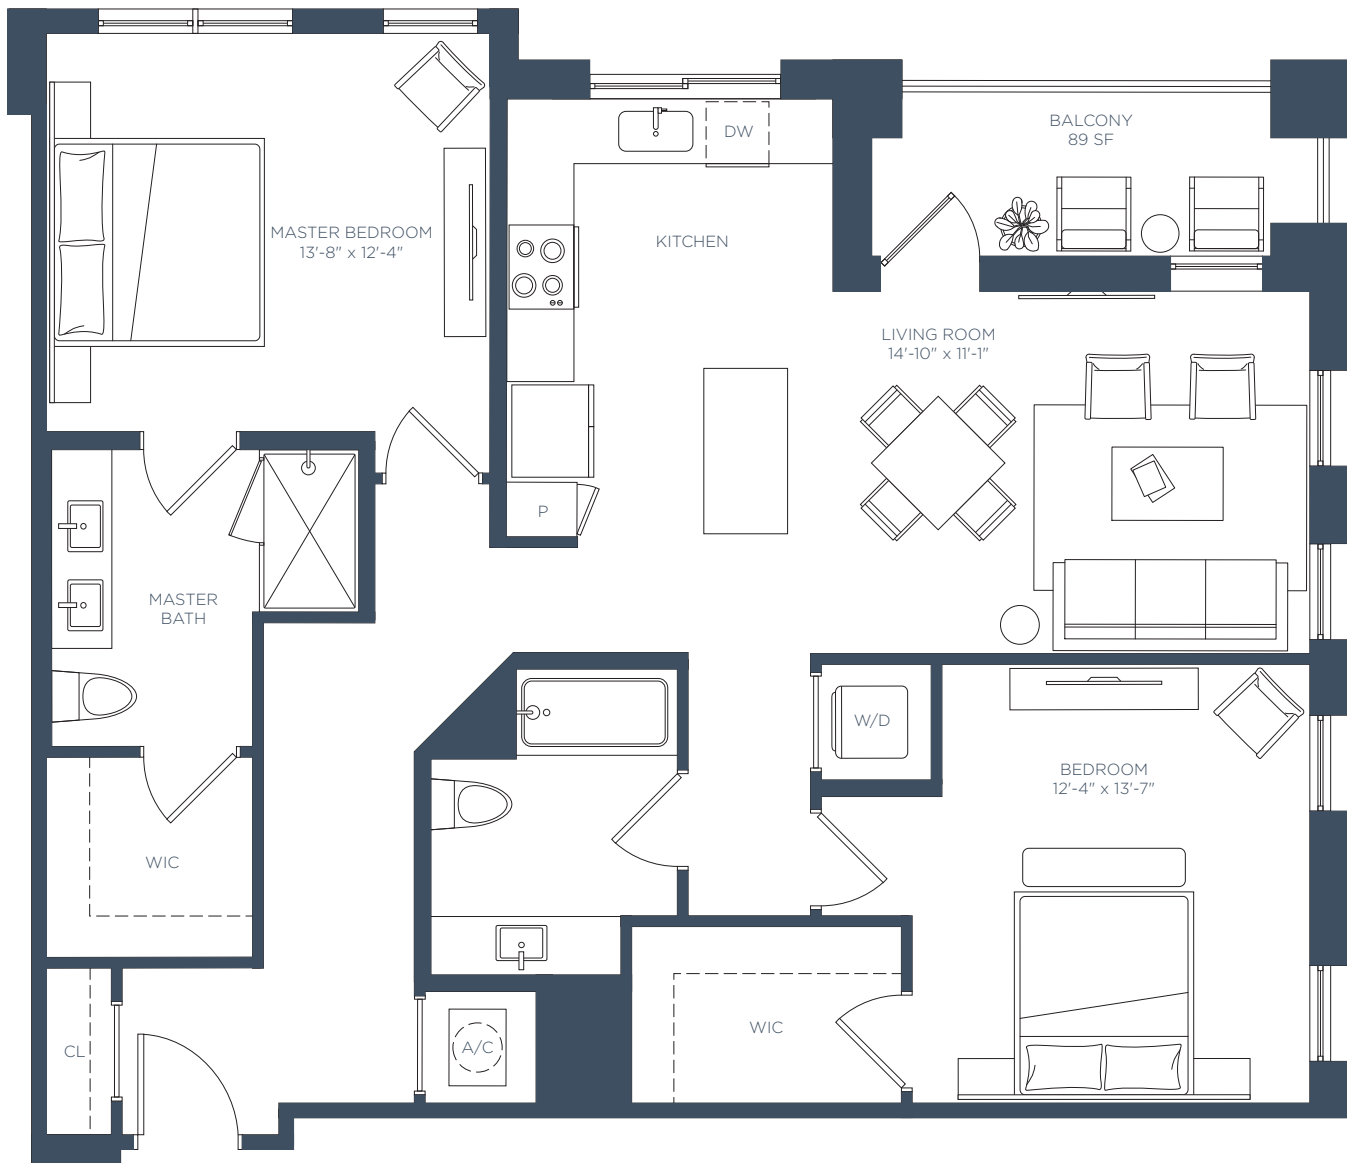 BALCONY
89 SF
DW
MASTER BEDROOM
13'-8" x 12'-4"
KITCHEN
LIVING ROOM
14'-10" x 11'-1"
P
MASTER
BATH
W/D
BEDROOM
12'-4" x 13'-7"
WIC
WIC
CL
A/C